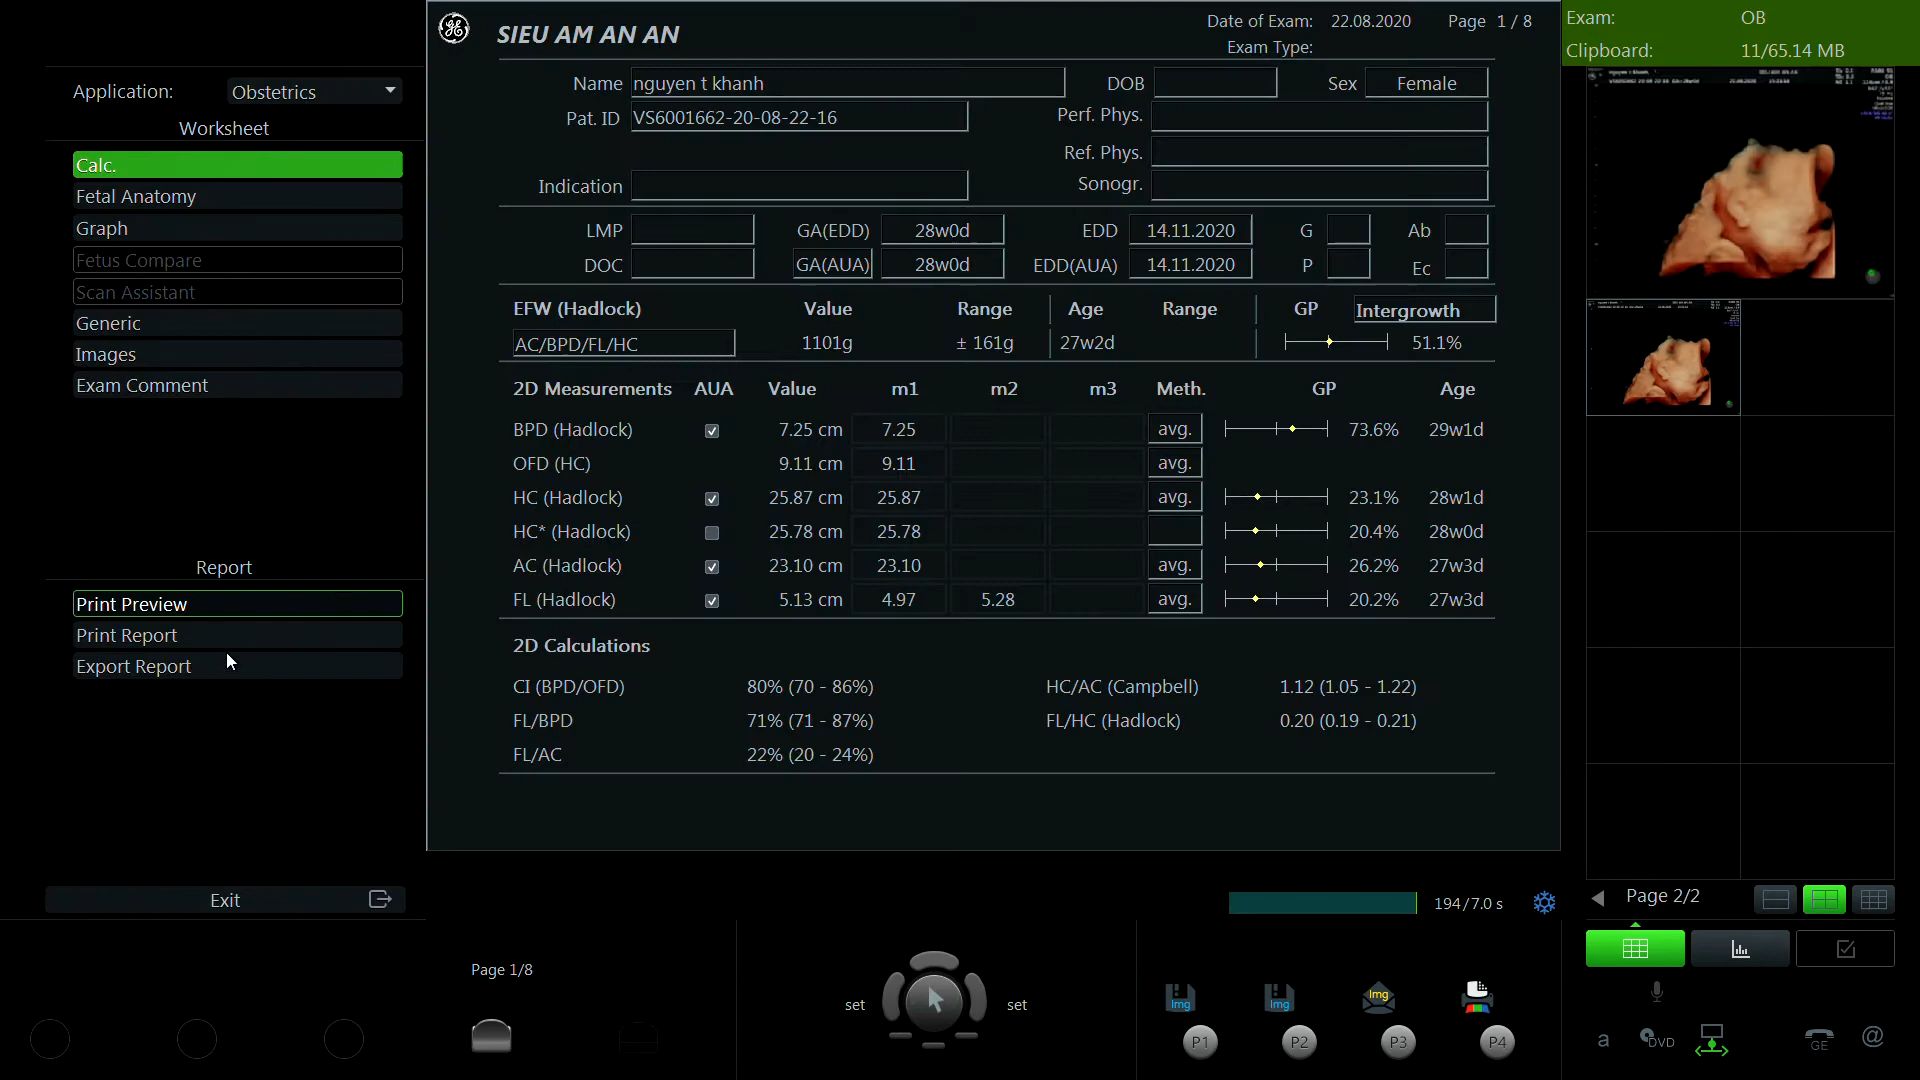 SIEU AM AN AN
Date of Exam: 22.08.2020 Page 1 / 8
Exam Type:
Exam: OB
Clipboard: 11/65.14 MB
Application: Obstetrics
Worksheet
Calc.
Fetal Anatomy
Graph
Fetus Compare
Scan Assistant
Generic
Images
Exam Comment
Report
Print Preview
Print Report
Export Report
Exit
Name nguyen t khanh DOB Sex Female
Pat. ID VS6001662-20-08-22-16 Perf. Phys.
Ref. Phys.
Indication Sonogr.
LMP GA(EDD) 28w0d EDD 14.11.2020 G Ab
DOC GA(AUA) 28w0d EDD(AUA) 14.11.2020 P Ec
EFW (Hadlock) Value Range Age Range GP Intergrowth
AC/BPD/FL/HC 1101g ± 161g 27w2d 51.1%
2D Measurements AUA Value m1 m2 m3 Meth. GP Age
BPD (Hadlock) 7.25 cm 7.25 avg. 73.6% 29w1d
OFD (HC) 9.11 cm 9.11 avg.
HC (Hadlock) 25.87 cm 25.87 avg. 23.1% 28w1d
HC* (Hadlock) 25.78 cm 25.78 20.4% 28w0d
AC (Hadlock) 23.10 cm 23.10 avg. 26.2% 27w3d
FL (Hadlock) 5.13 cm 4.97 5.28 avg. 20.2% 27w3d
2D Calculations
CI (BPD/OFD) 80% (70 - 86%) HC/AC (Campbell) 1.12 (1.05 - 1.22)
FL/BPD 71% (71 - 87%) FL/HC (Hadlock) 0.20 (0.19 - 0.21)
FL/AC 22% (20 - 24%)
194/7.0 s
Page 2/2
Page 1/8
set set
Img Img Img
P1 P2 P3 P4
a DVD GE @